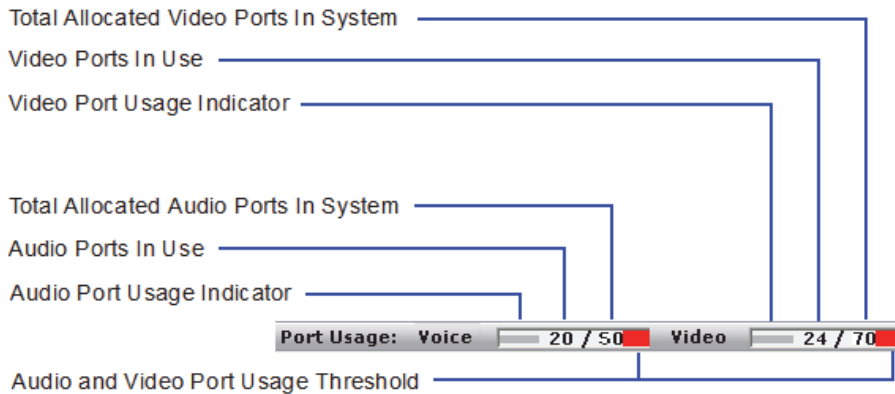 Total Allocated Video Ports In System
Video Ports In Use
Video Port Usage Indicator
Total Allocated Audio Ports In System
Audio Ports In Use
Audio Port Usage Indicator
Port Usage: Voice 20 / 50 Video 24 / 70
Audio and Video Port Usage Threshold